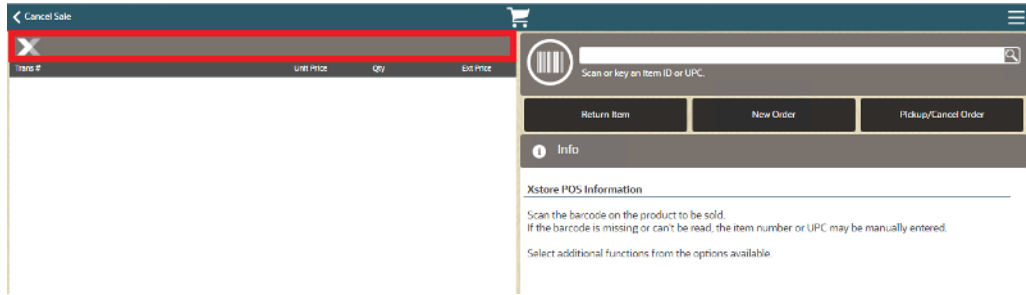 Cancel Sale
Trans #  Unit Price  Qty  Ext Price
Scan or key an Item ID or UPC.
Return Item  New Order  Pickup/Cancel Order
Info
Xstore POS Information
Scan the barcode on the product to be sold.
If the barcode is missing or can't be read, the item number or UPC may be manually entered.
Select additional functions from the options available.